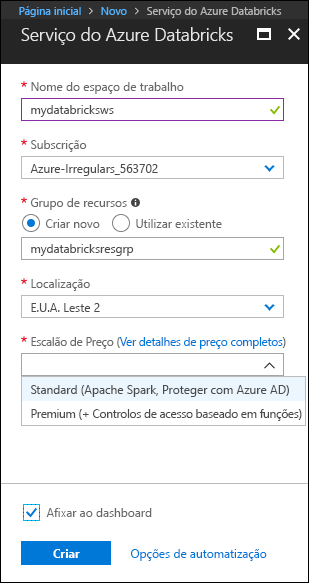 Página inicial > Novo > Serviço do Azure Databricks
Serviço do Azure Databricks
* Nome do espaço de trabalho
mydatabricksws
* Subscrição
Azure-Irregulars_563702
* Grupo de recursos
Criar novo Utilizar existente
mydatabricksresgrp
* Localização
E.U.A. Leste 2
* Escalão de Preço (Ver detalhes de preço completos)
Standard (Apache Spark, Proteger com Azure AD)
Premium (+ Controlos de acesso baseado em funções)
Afixar ao dashboard
Criar Opções de automatização